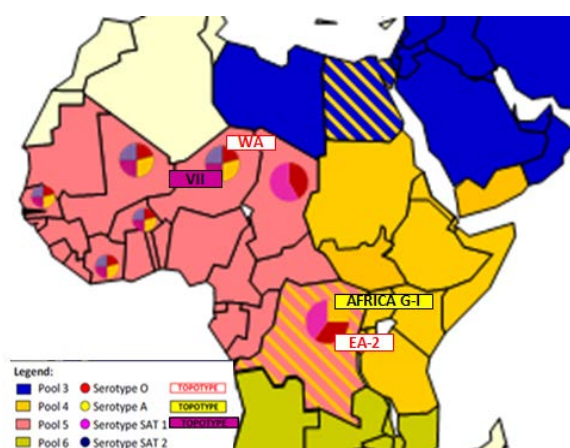 WA
VII
AFRICA G-I
EA-2
Legend:
Pool 3 Serotype O TOPOTYPE
Pool 4 Serotype A TOPOTYPE
Pool 5 Serotype SAT 1 TOPOTYPE
Pool 6 Serotype SAT 2